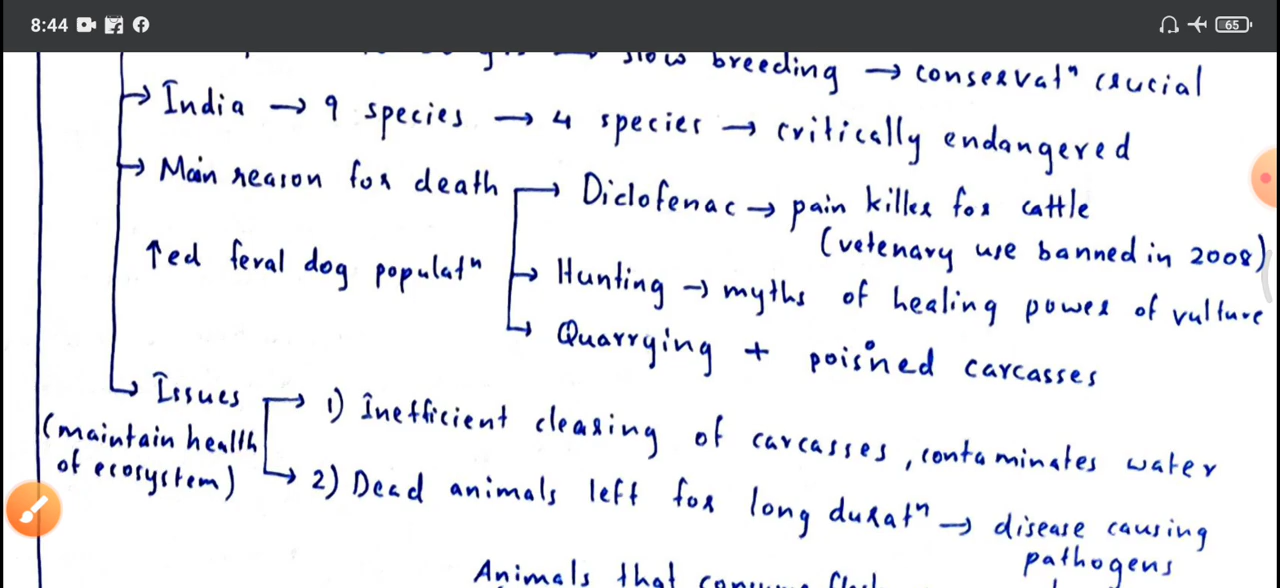 8:44 65
slow breeding → conservatⁿ crucial
→ India → 9 species → 4 species → critically endangered
→ Main reason for death → Diclofenac → pain killer for cattle
(vetenary use banned in 2008)
↑ed feral dog populatⁿ → Hunting → myths of healing power of vulture
→ Quarrying + poisoned carcasses
→ Issues → 1) Inefficient clearing of carcasses, contaminates water
(maintain health
of ecosystem) → 2) Dead animals left for long duratⁿ → disease causing
pathogens
Animals that